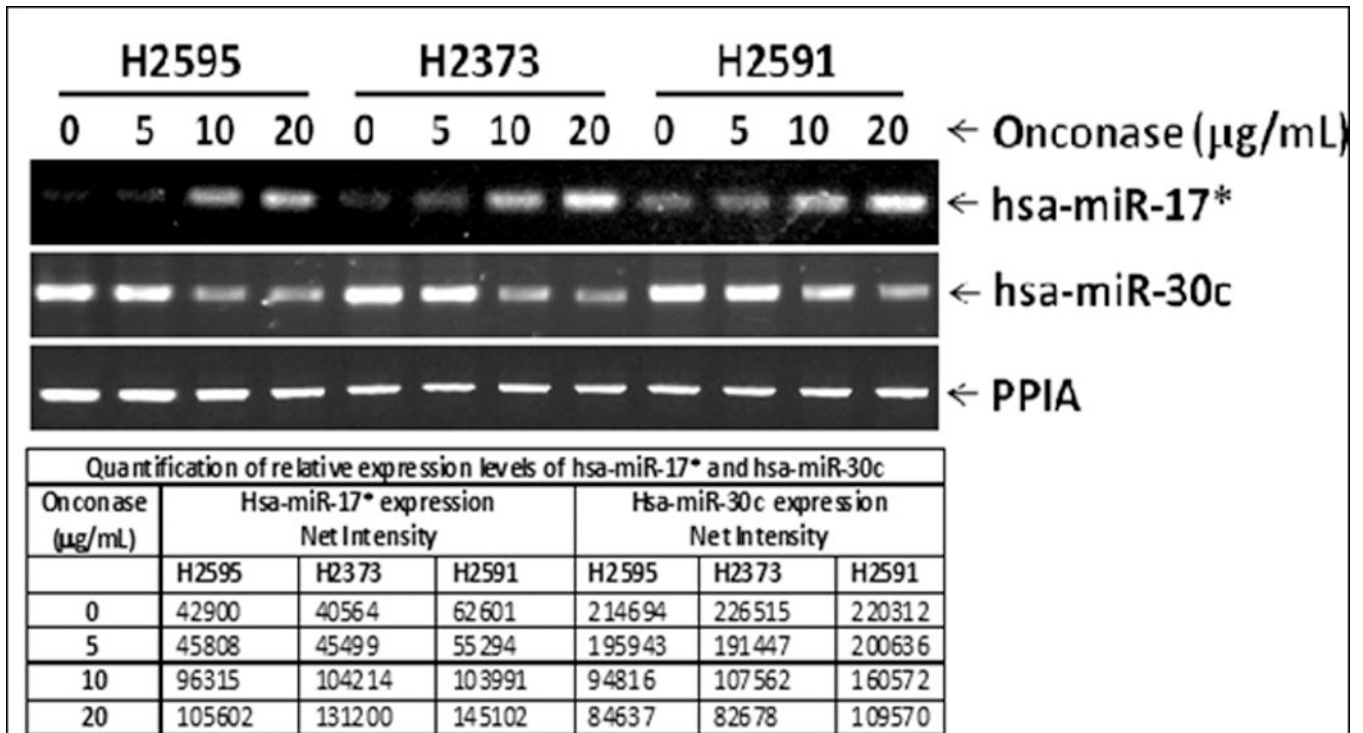 H2595 H2373 H2591
0 5 10 20 0 5 10 20 0 5 10 20 ← Onconase (μg/mL)
← hsa-miR-17*
← hsa-miR-30c
← PPIA
Quantification of relative expression levels of hsa-miR-17* and hsa-miR-30c
Onconase Hsa-miR-17* expression Hsa-miR-30c expression
(μg/mL) Net Intensity Net Intensity
H2595 H2373 H2591 H2595 H2373 H2591
0 42900 40564 62601 214694 226515 220312
5 45808 45499 55294 195943 191447 200636
10 96315 104214 103991 94816 107562 160572
20 105602 131200 145102 84637 82678 109570